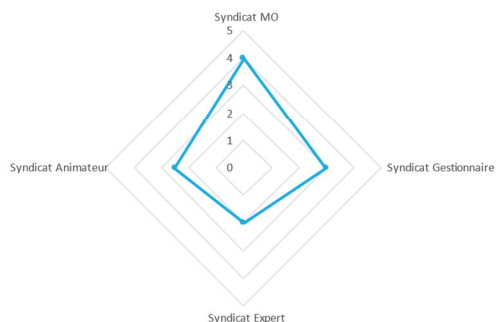 Syndicat MO
5
4
3
2
1
0
Syndicat Animateur
Syndicat Gestionnaire
Syndicat Expert